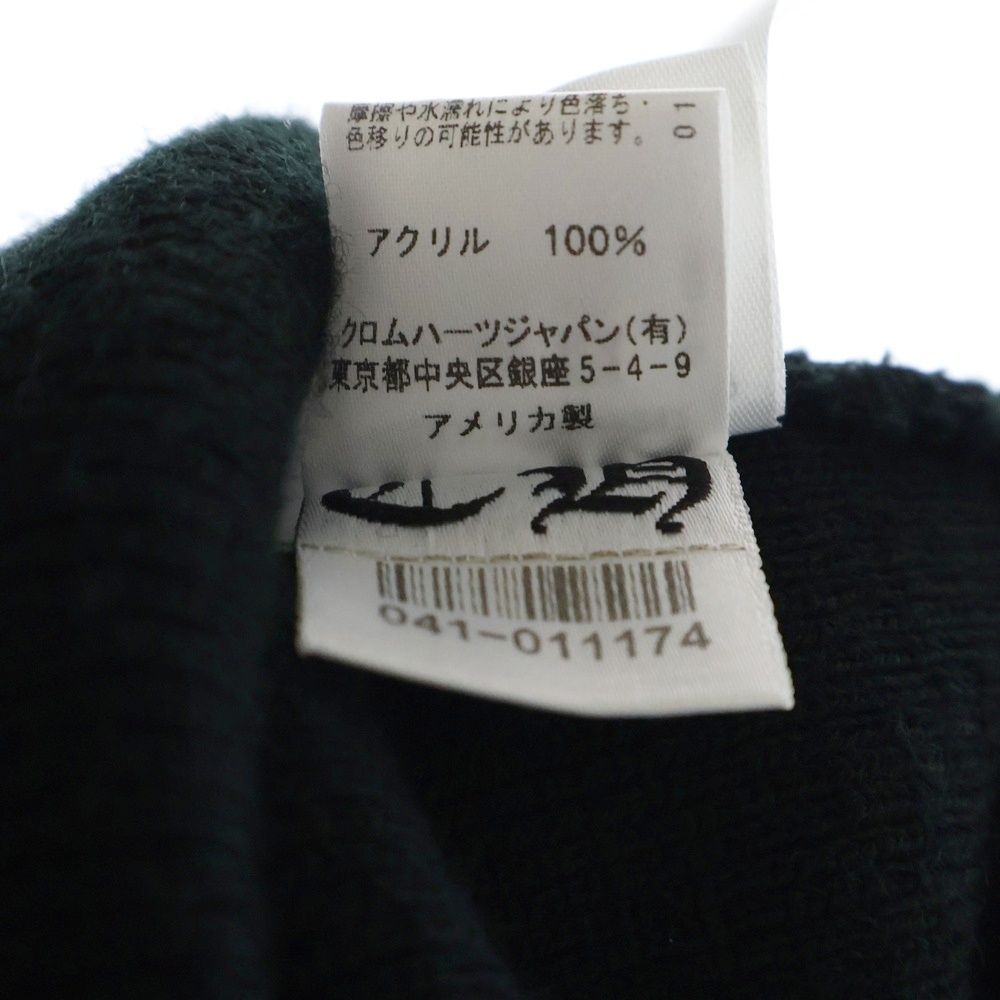 摩擦や水濡れにより色落ち・
色移りの可能性があります。
01
アクリル 100%
クロムハーツジャパン(有)
東京都中央区銀座5-4-9
アメリカ製
041-011174